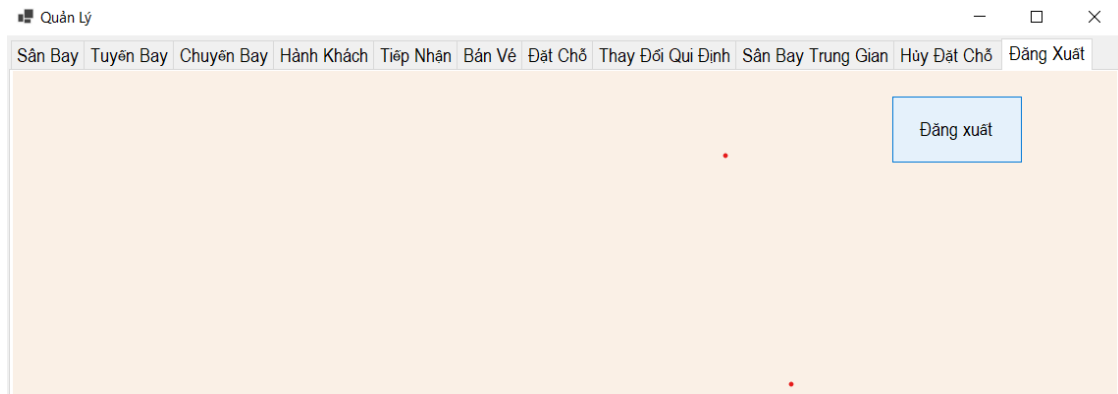 Quản Lý
Sân Bay Tuyến Bay Chuyến Bay Hành Khách Tiếp Nhận Bán Vé Đặt Chỗ Thay Đổi Qui Định Sân Bay Trung Gian Hủy Đặt Chỗ Đăng Xuất
Đăng xuất